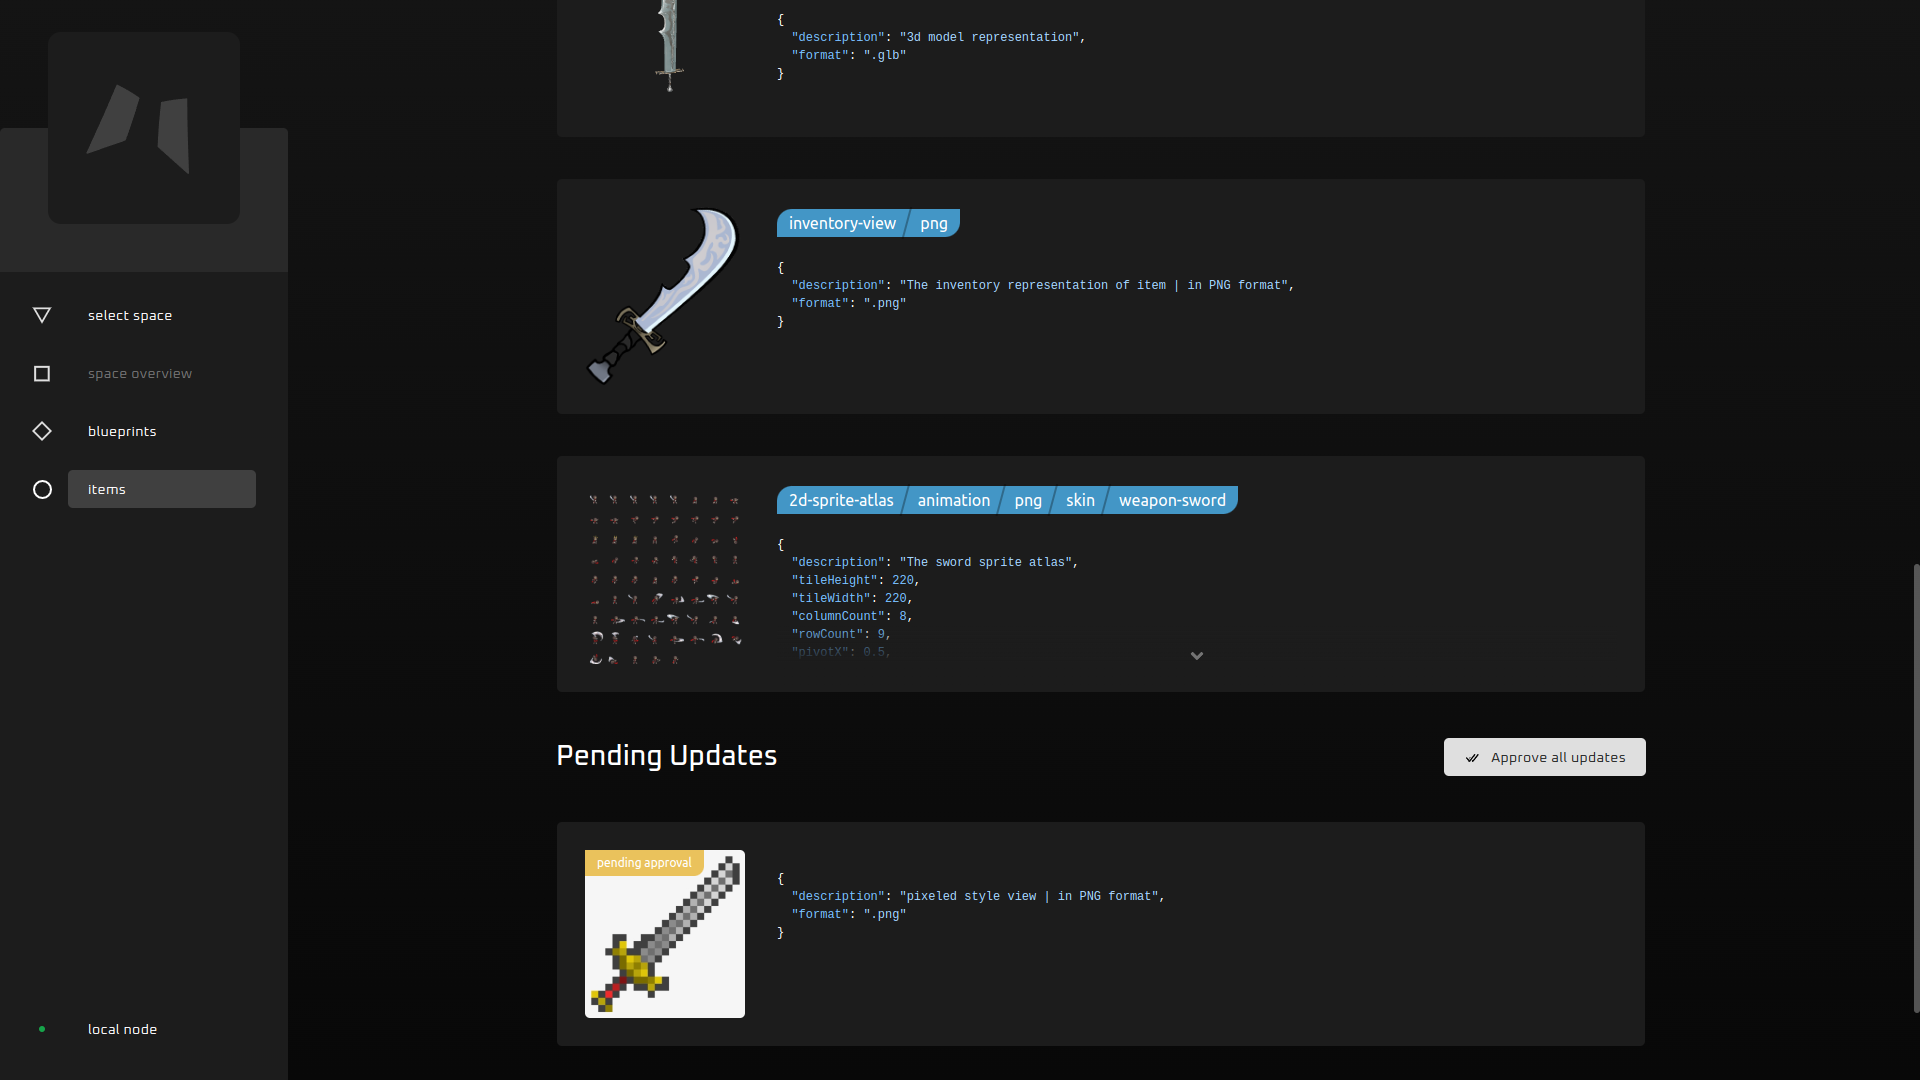 select space
space overview
blueprints
items
local node
{
"description": "3d model representation",
"format": ".glb"
}
inventory-view png
{
"description": "The inventory representation of item | in PNG format",
"format": ".png"
}
2d-sprite-atlas animation png skin weapon-sword
{
"description": "The sword sprite atlas",
"tileHeight": 220,
"tileWidth": 220,
"columnCount": 8,
"rowCount": 9,
"pivotX": 0.5,
Pending Updates
Approve all updates
pending approval
{
"description": "pixeled style view | in PNG format",
"format": ".png"
}